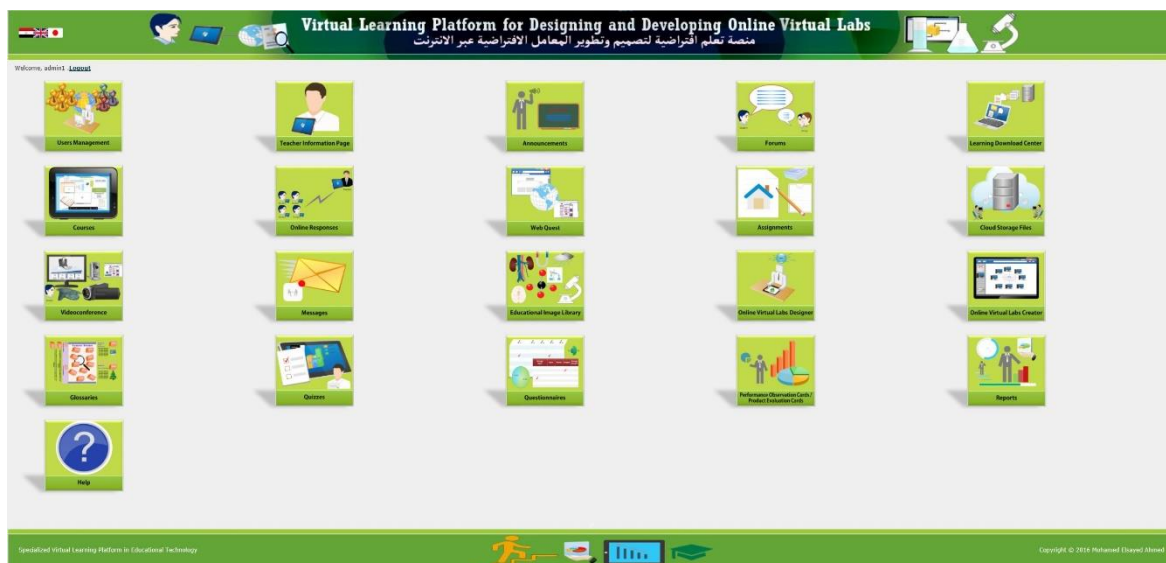 Virtual Learning Platform for Designing and Developing Online Virtual Labs
منصة تعلم افتراضية لتصميم وتطوير المعامل الافتراضية عبر الانترنت
Welcome, admin1 Logout
Users Management
Teacher Information Page
Announcements
Forums
Learning Download Center
Courses
Online Responses
Web Quest
Assignments
Cloud Storage Files
Videoconference
Messages
Educational Image Library
Online Virtual Labs Designer
Online Virtual Labs Creator
Glossaries
Quizzes
Questionnaires
Performance Observation Cards /
Product Evaluation Cards
Reports
Help
Specialized Virtual Learning Platform in Educational Technology
Copyright © 2016 Mohamed Elsayed Ahmed